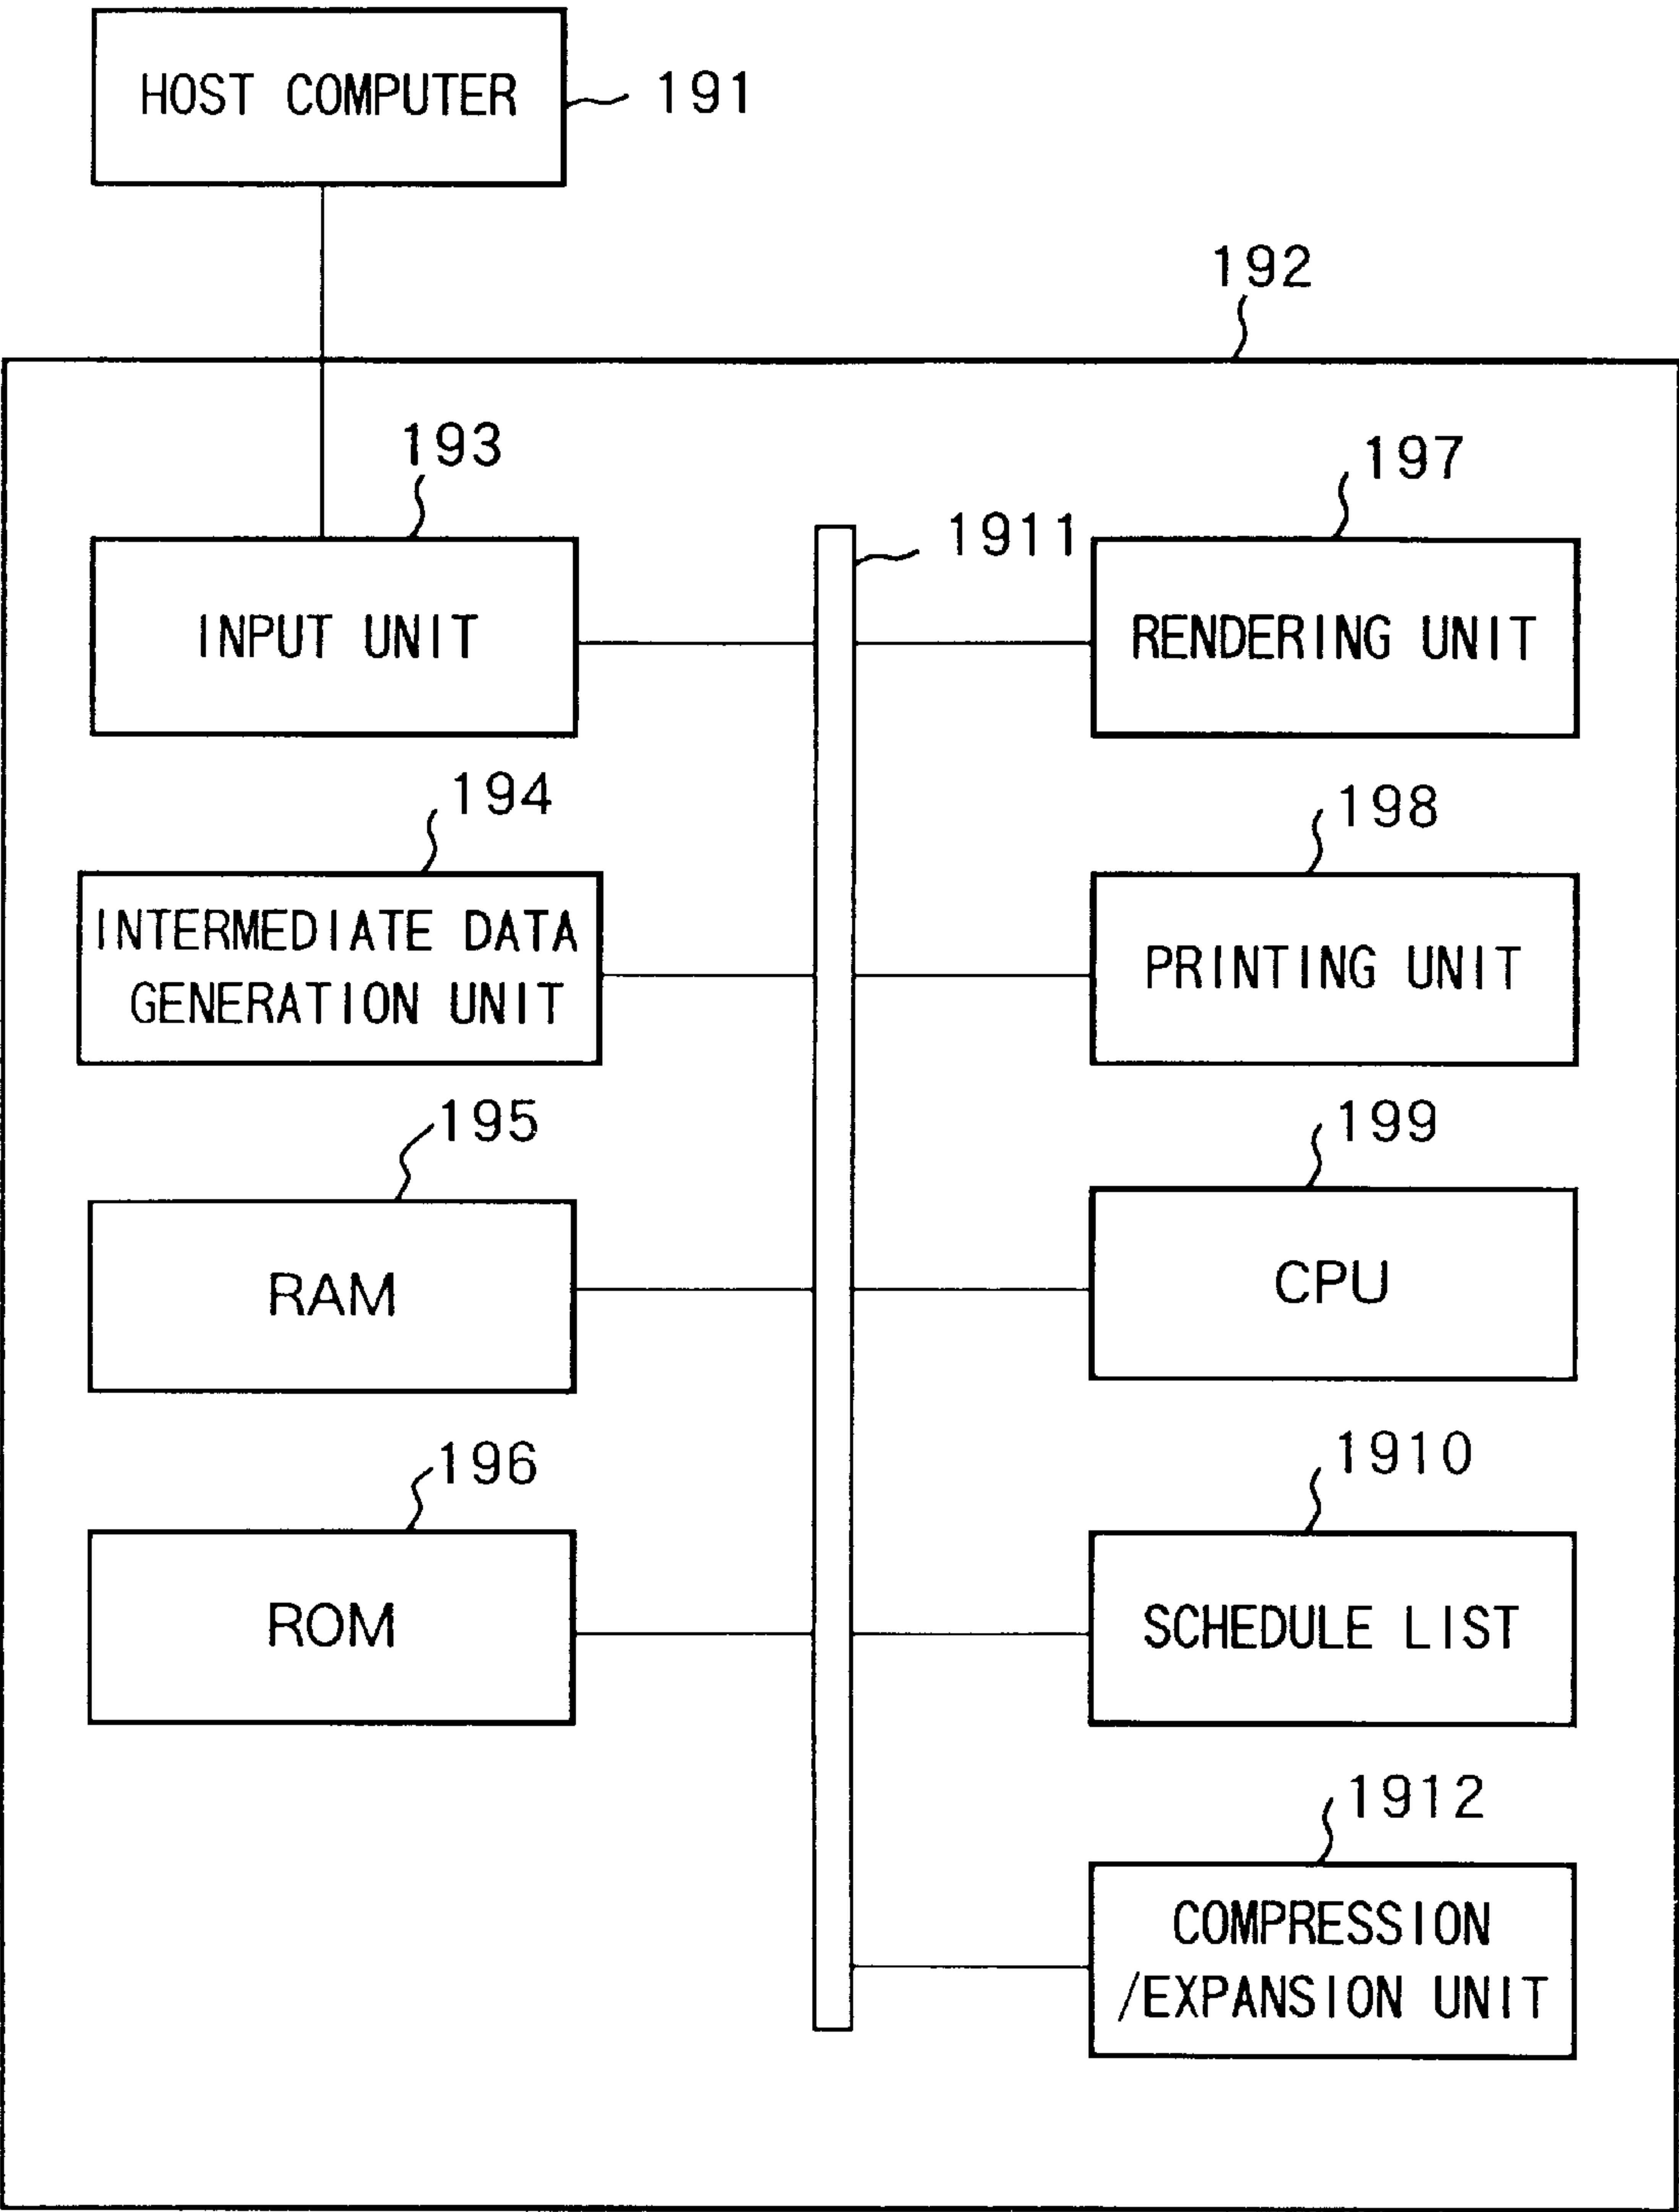 HOST COMPUTER
191
192
193
INPUT UNIT
1911
197
RENDERING UNIT
194
INTERMEDIATE DATA
GENERATION UNIT
198
PRINTING UNIT
195
RAM
199
CPU
196
ROM
1910
SCHEDULE LIST
1912
COMPRESSION
/EXPANSION UNIT